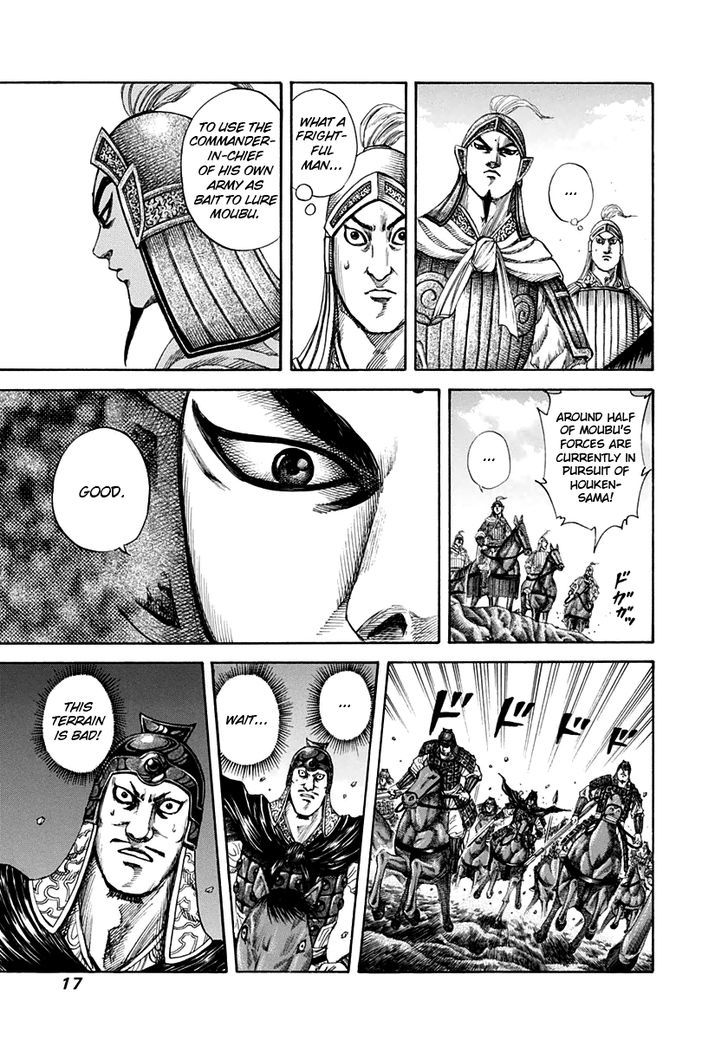 ...
WHAT A
FRIGHT-
FUL
MAN...
TO USE THE
COMMANDER-
IN-CHIEF
OF HIS OWN
ARMY AS
BAIT TO LURE
MOUBU.
AROUND HALF
OF MOUBU'S
FORCES ARE
CURRENTLY IN
PURSUIT OF
HOUKEN-
SAMA!
...
ドガガッ
GOOD.
ドドドド
...
WAIT...
THIS
TERRAIN
IS BAD!
17